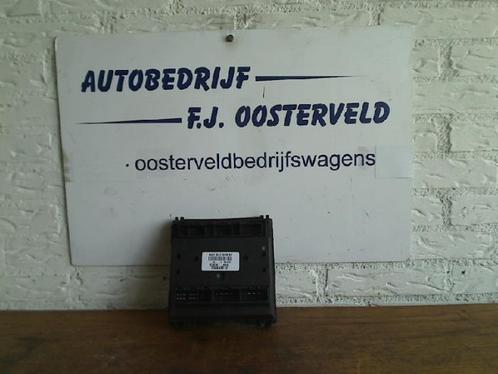 AUTOBEDRIJF
F.J. OOSTERVELD
· oosterveldbedrijfswagens